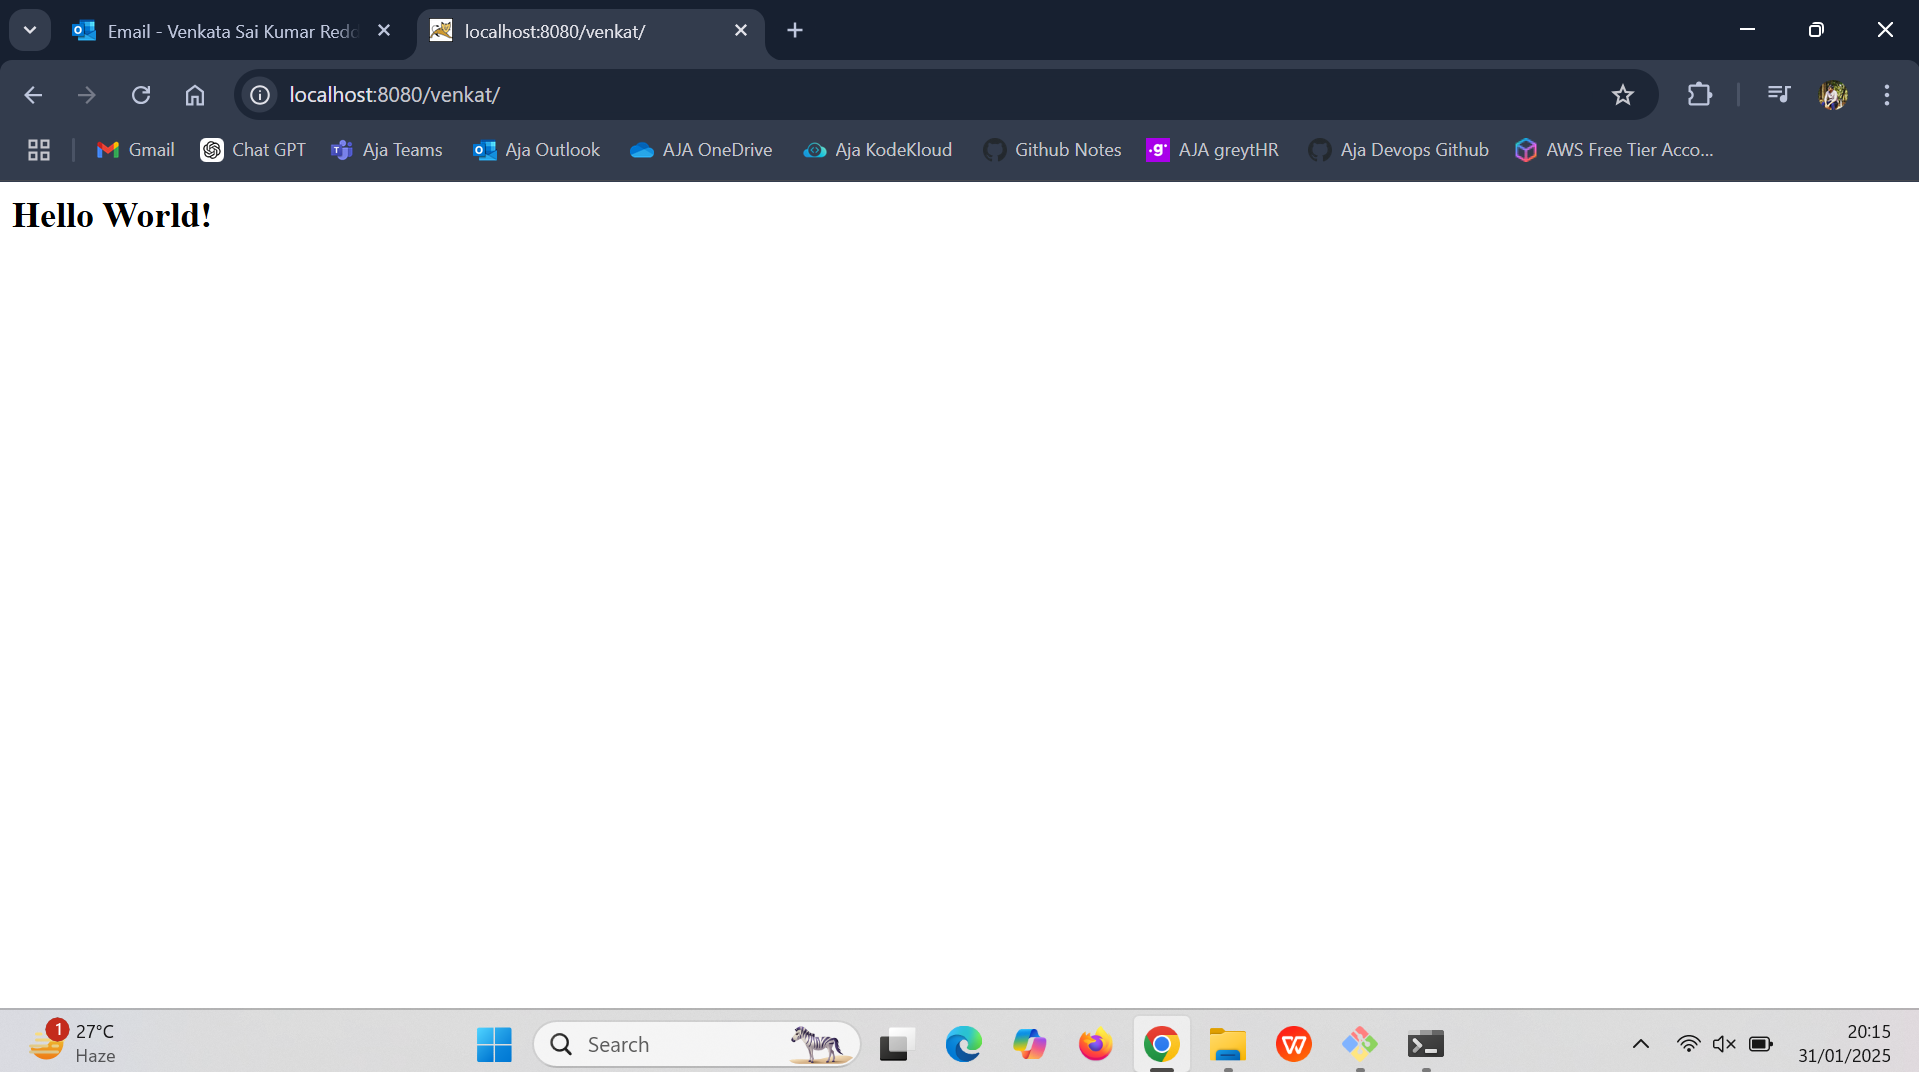 Email - Venkata Sai Kumar Redd
localhost:8080/venkat/
localhost:8080/venkat/
Gmail
Chat GPT
Aja Teams
Aja Outlook
AJA OneDrive
Aja KodeKloud
Github Notes
AJA greytHR
Aja Devops Github
AWS Free Tier Acco...
Hello World!
1
27°C
Haze
Search
20:15
31/01/2025